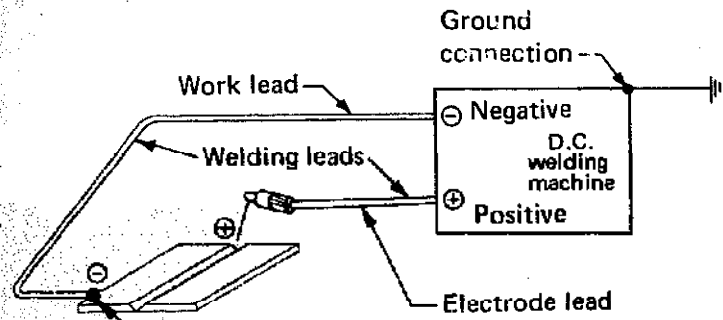 Ground
connection
Work lead
⊖ Negative
D.C.
welding
machine
Welding leads
⊕
⊕ Positive
⊖
Electrode lead